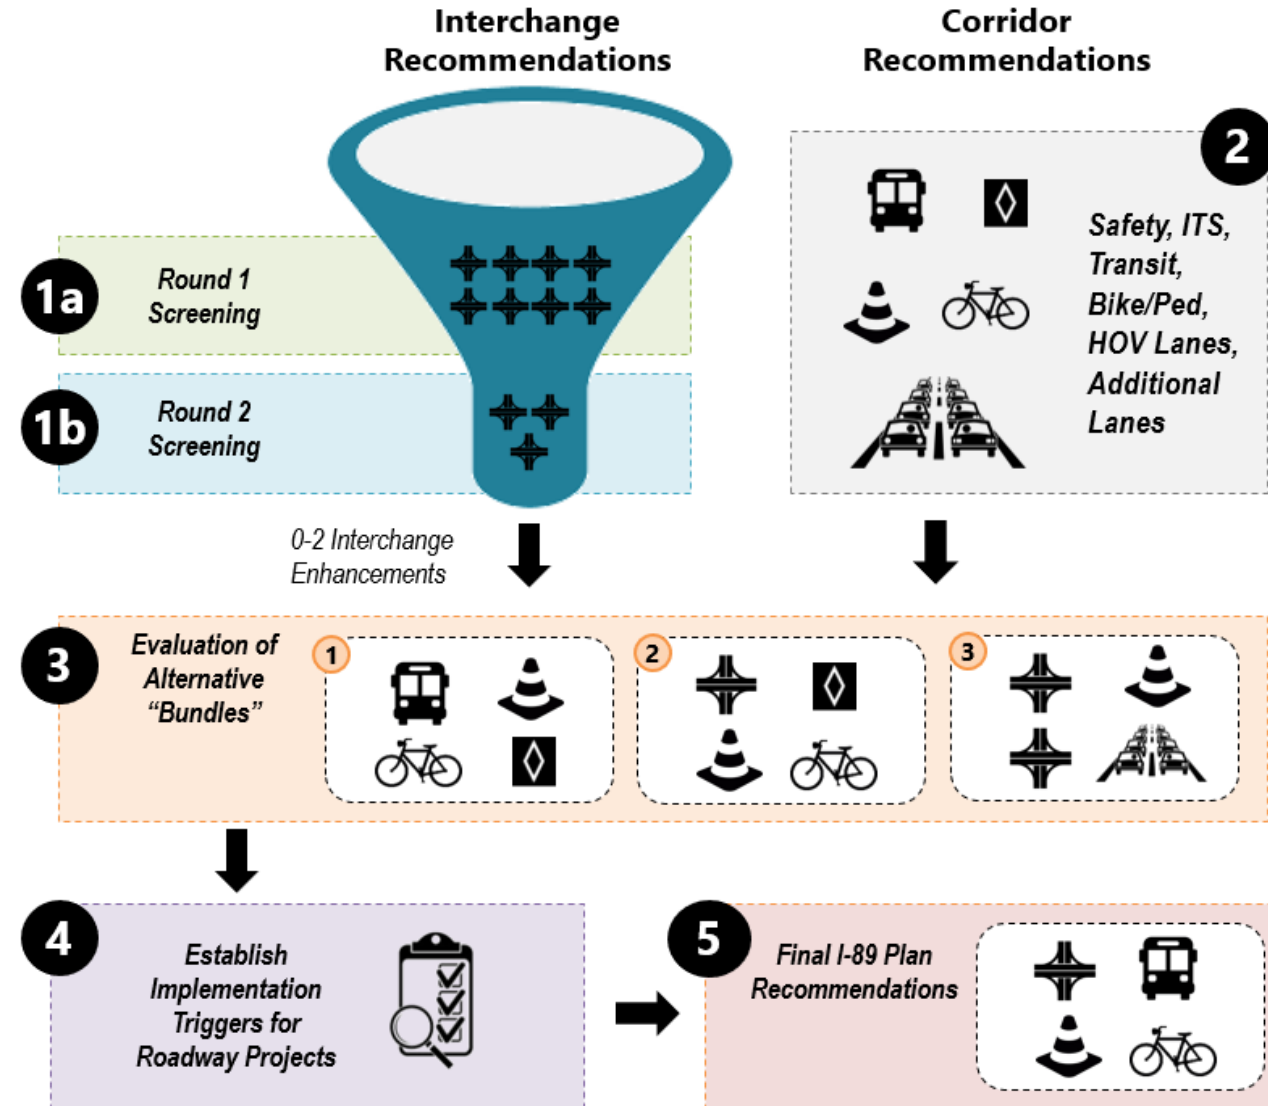 Interchange
Recommendations
Corridor
Recommendations
1a
Round 1
Screening
1b
Round 2
Screening
2
Safety, ITS,
Transit,
Bike/Ped,
HOV Lanes,
Additional
Lanes
0-2 Interchange
Enhancements
3
Evaluation of
Alternative
“Bundles”
1
2
3
4
Establish
Implementation
Triggers for
Roadway Projects
5
Final I-89 Plan
Recommendations